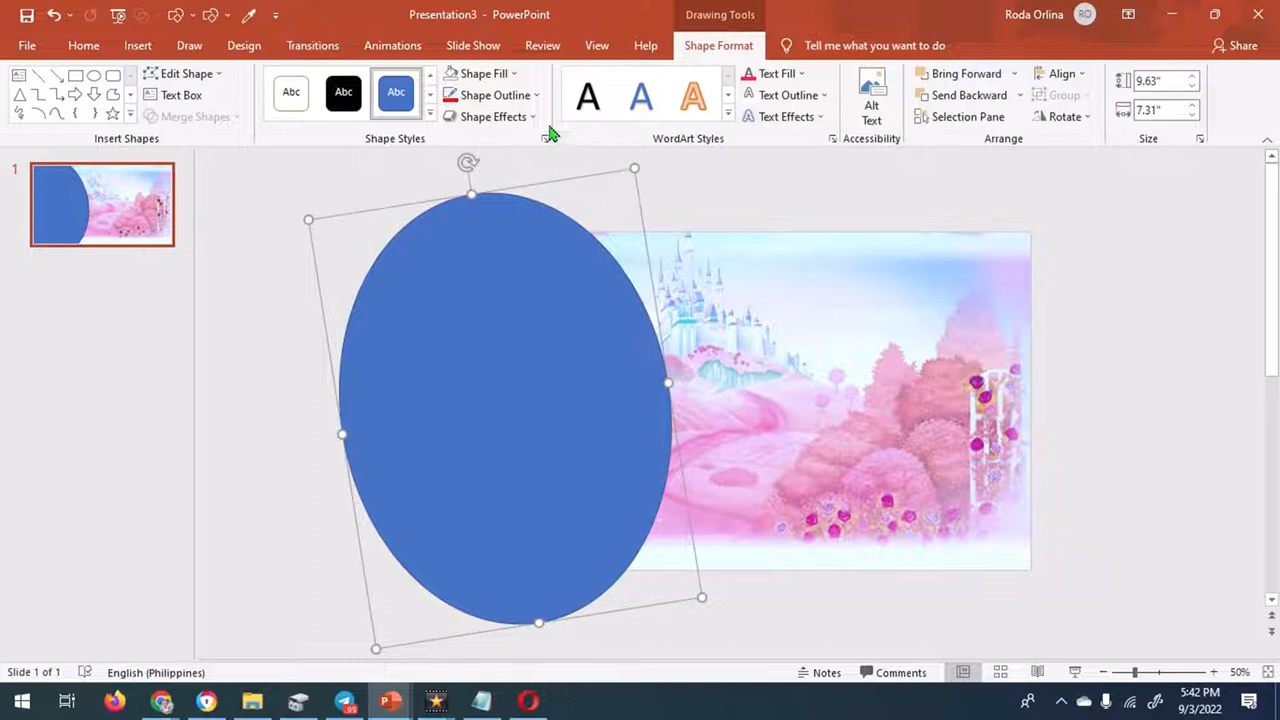 Presentation3 - PowerPoint
Drawing Tools
Roda Orlina
RO
File
Home
Insert
Draw
Design
Transitions
Animations
Slide Show
Review
View
Help
Shape Format
Tell me what you want to do
Share
Edit Shape
Text Box
Merge Shapes
Insert Shapes
Abc
Abc
Abc
Shape Fill
Shape Outline
Shape Effects
Shape Styles
A
A
A
Text Fill
Text Outline
Text Effects
WordArt Styles
Alt
Text
Accessibility
Bring Forward
Send Backward
Selection Pane
Align
Group
Rotate
Arrange
9.63"
7.31"
Size
1
Slide 1 of 1
English (Philippines)
Notes
Comments
50%
99
5:42 PM
9/3/2022